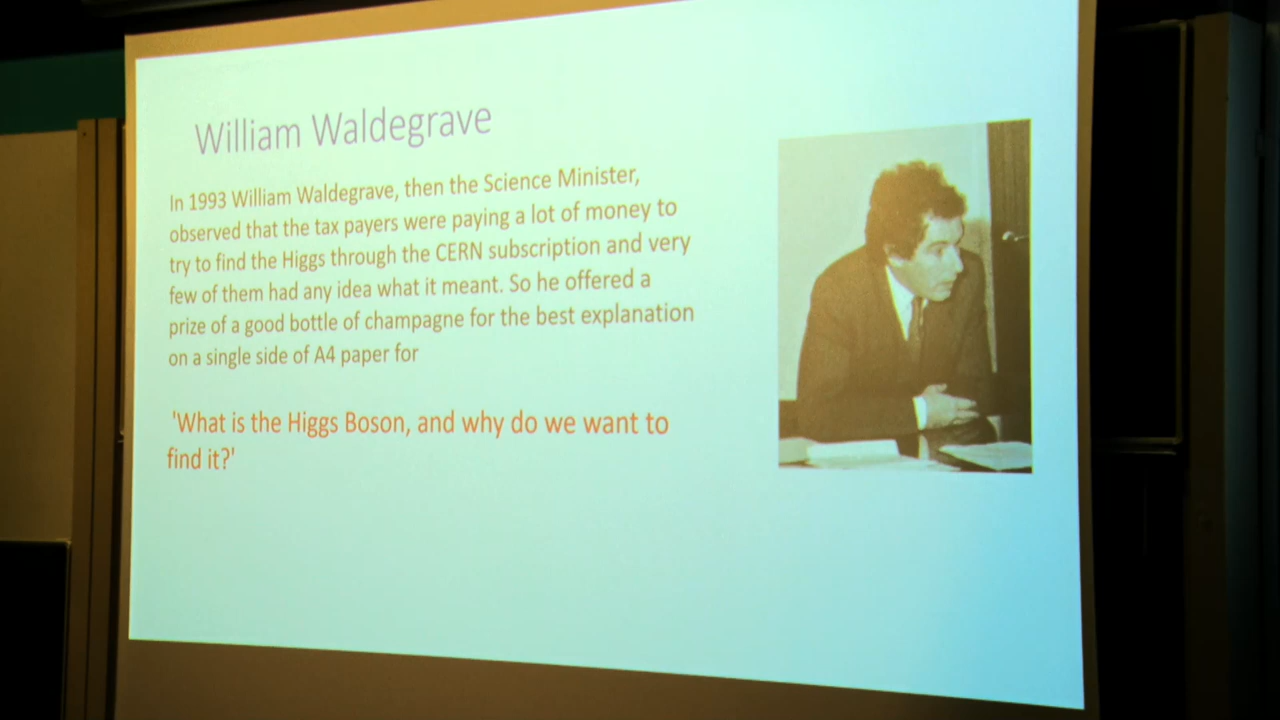 William Waldegrave
In 1993 William Waldegrave, then the Science Minister,
observed that the tax payers were paying a lot of money to
try to find the Higgs through the CERN subscription and very
few of them had any idea what it meant. So he offered a
prize of a good bottle of champagne for the best explanation
on a single side of A4 paper for
'What is the Higgs Boson, and why do we want to
find it?'